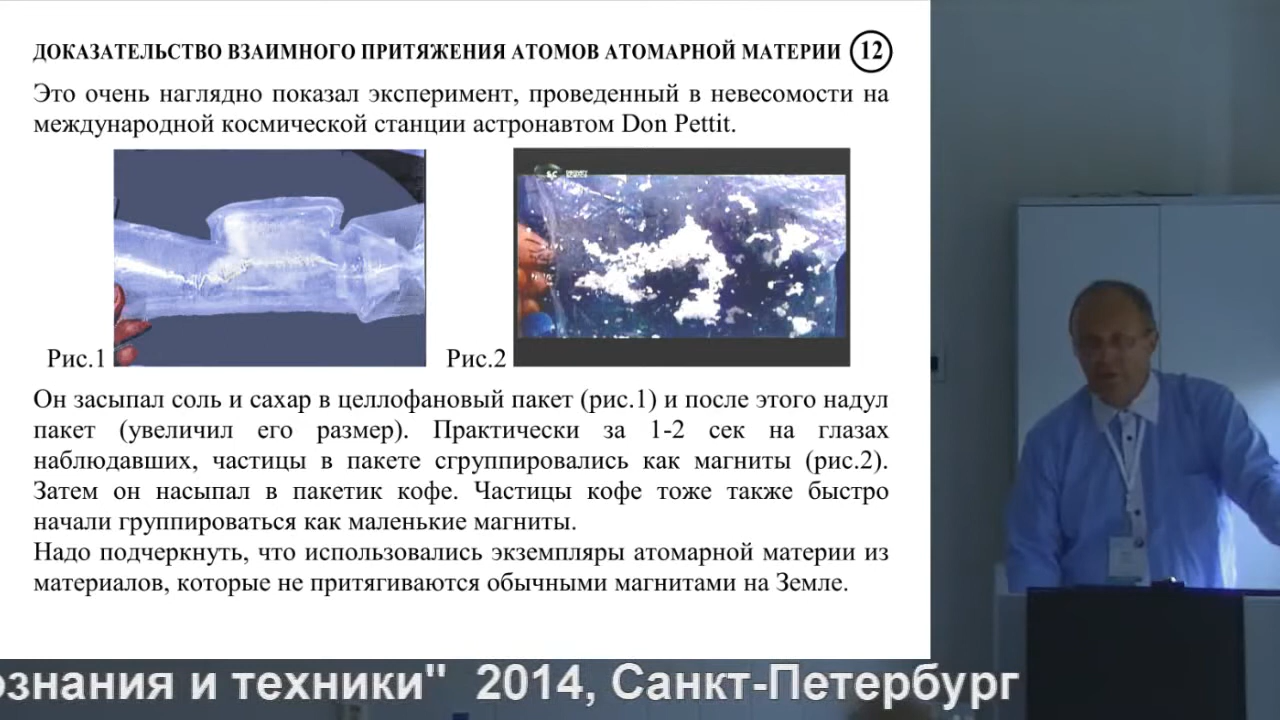 ДОКАЗАТЕЛЬСТВО ВЗАИМНОГО ПРИТЯЖЕНИЯ АТОМОВ АТОМАРНОЙ МАТЕРИИ 12
Это очень наглядно показал эксперимент, проведенный в невесомости на
международной космической станции астронавтом Don Pettit.
Рис.1
Рис.2
Он засыпал соль и сахар в целлофановый пакет (рис.1) и после этого надул
пакет (увеличил его размер). Практически за 1-2 сек на глазах
наблюдавших, частицы в пакете сгруппировались как магниты (рис.2).
Затем он насыпал в пакетик кофе. Частицы кофе тоже также быстро
начали группироваться как маленькие магниты.
Надо подчеркнуть, что использовались экземпляры атомарной материи из
материалов, которые не притягиваются обычными магнитами на Земле.
ознания и техники" 2014, Санкт-Петербург